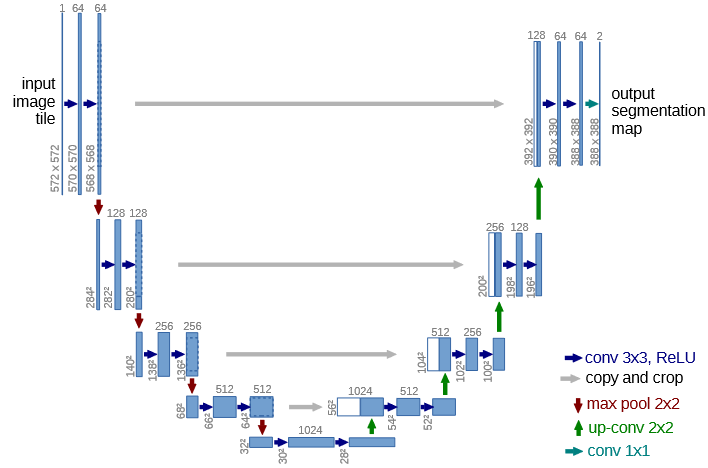 1 64 64
128 64 64 2
input
image
tile
output
segmentation
map
572 x 572
570 x 570
568 x 568
392 x 392
390 x 390
388 x 388
388 x 388
128 128
256 128
284²
282²
280²
200²
198²
196²
256 256
512 256
140²
138²
136²
104²
102²
100²
512 512
1024 512
68²
66²
64²
56²
54²
52²
1024
32²
30²
28²
conv 3x3, ReLU
copy and crop
max pool 2x2
up-conv 2x2
conv 1x1